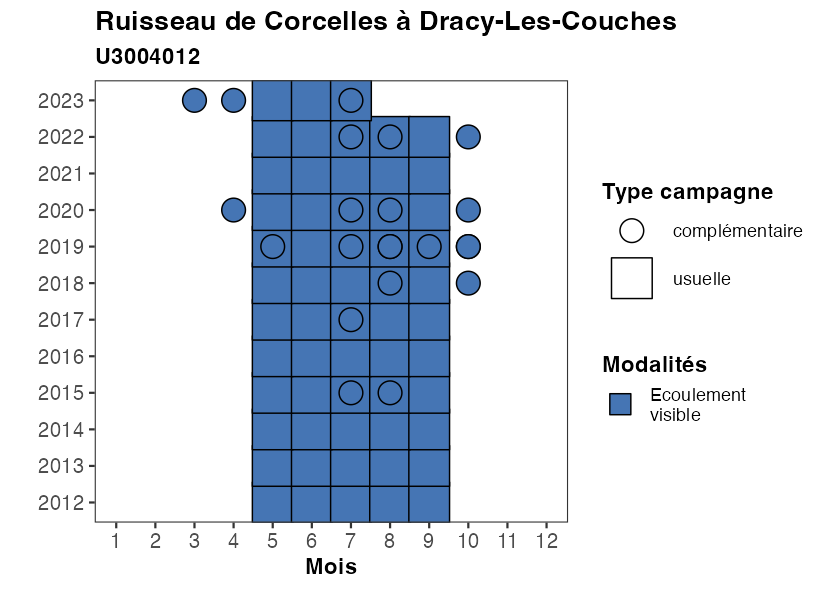 Ruisseau de Corcelles à Dracy-Les-Couches
U3004012
2023
2022
2021
2020
2019
2018
2017
2016
2015
2014
2013
2012
1 2 3 4 5 6 7 8 9 10 11 12
Mois
Type campagne
complémentaire
usuelle
Modalités
Ecoulement
visible